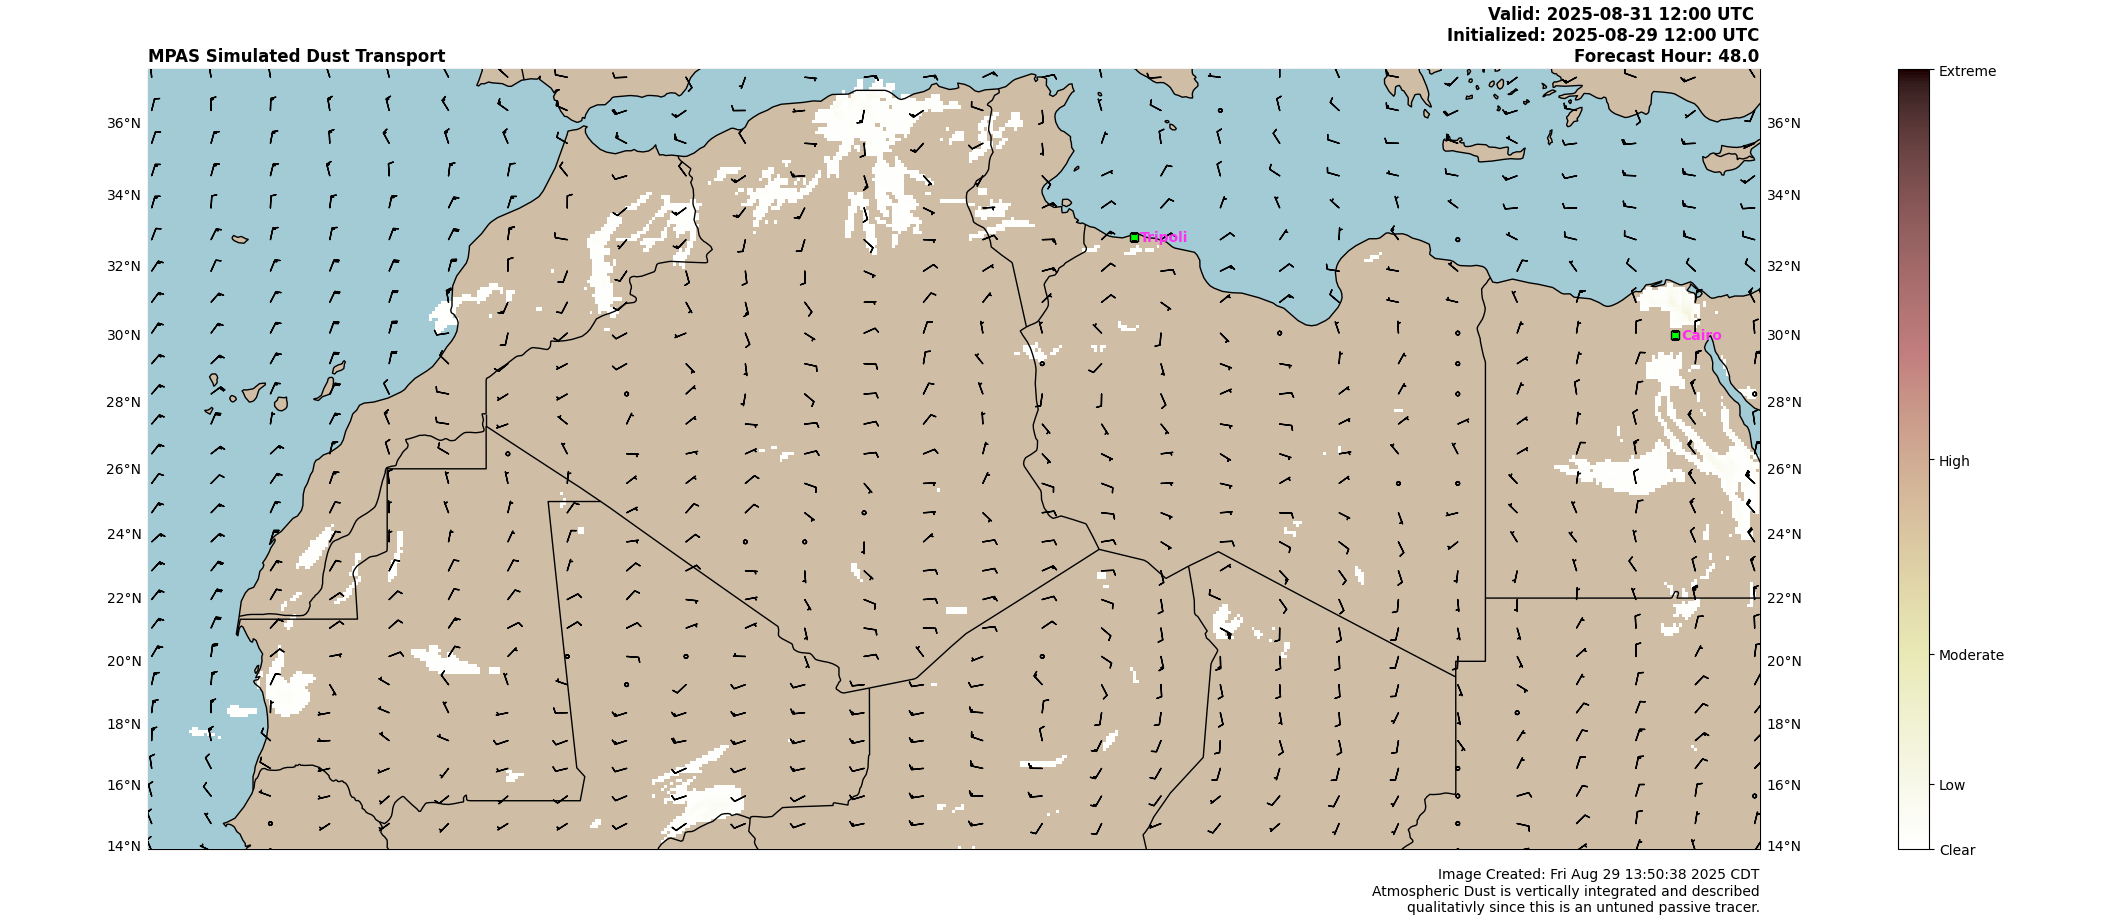 Valid: 2025-08-31 12:00 UTC
Initialized: 2025-08-29 12:00 UTC
MPAS Simulated Dust Transport
Forecast Hour: 48.0
Extreme
36°N
36°N
34°N
34°N
Tripoli
32°N
32°N
30°N
Cairo
30°N
28°N
28°N
26°N
26°N
High
24°N
24°N
22°N
22°N
20°N
20°N
Moderate
18°N
18°N
16°N
16°N
Low
14°N
14°N
Clear
Image Created: Fri Aug 29 13:50:38 2025 CDT
Atmospheric Dust is vertically integrated and described
qualitativly since this is an untuned passive tracer.